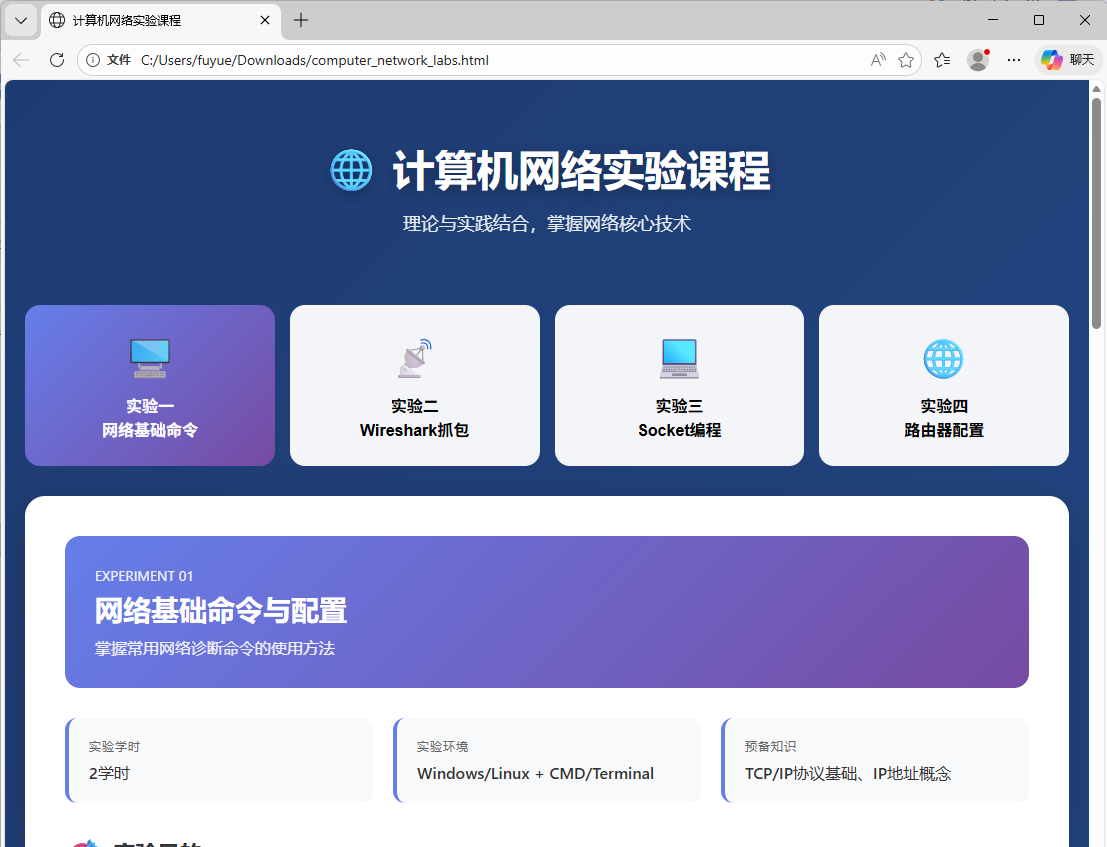 计算机网络实验课程
文件 C:/Users/fuyue/Downloads/computer_network_labs.html
聊天
计算机网络实验课程
理论与实践结合，掌握网络核心技术
实验一
网络基础命令
实验二
Wireshark抓包
实验三
Socket编程
实验四
路由器配置
EXPERIMENT 01
网络基础命令与配置
掌握常用网络诊断命令的使用方法
实验学时
2学时
实验环境
Windows/Linux + CMD/Terminal
预备知识
TCP/IP协议基础、IP地址概念
实验目的